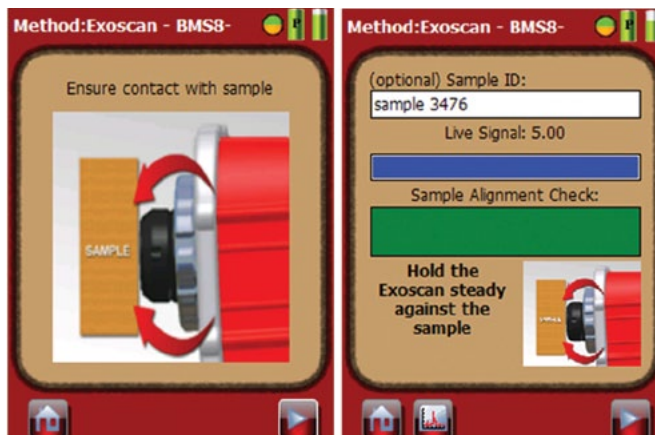 Method:Exoscan - BMS8-
P
Ensure contact with sample
SAMPLE
Method:Exoscan - BMS8-
P
(optional) Sample ID:
sample 3476
Live Signal: 5.00
Sample Alignment Check:
Hold the
Exoscan steady
against the
sample
SAMPLE